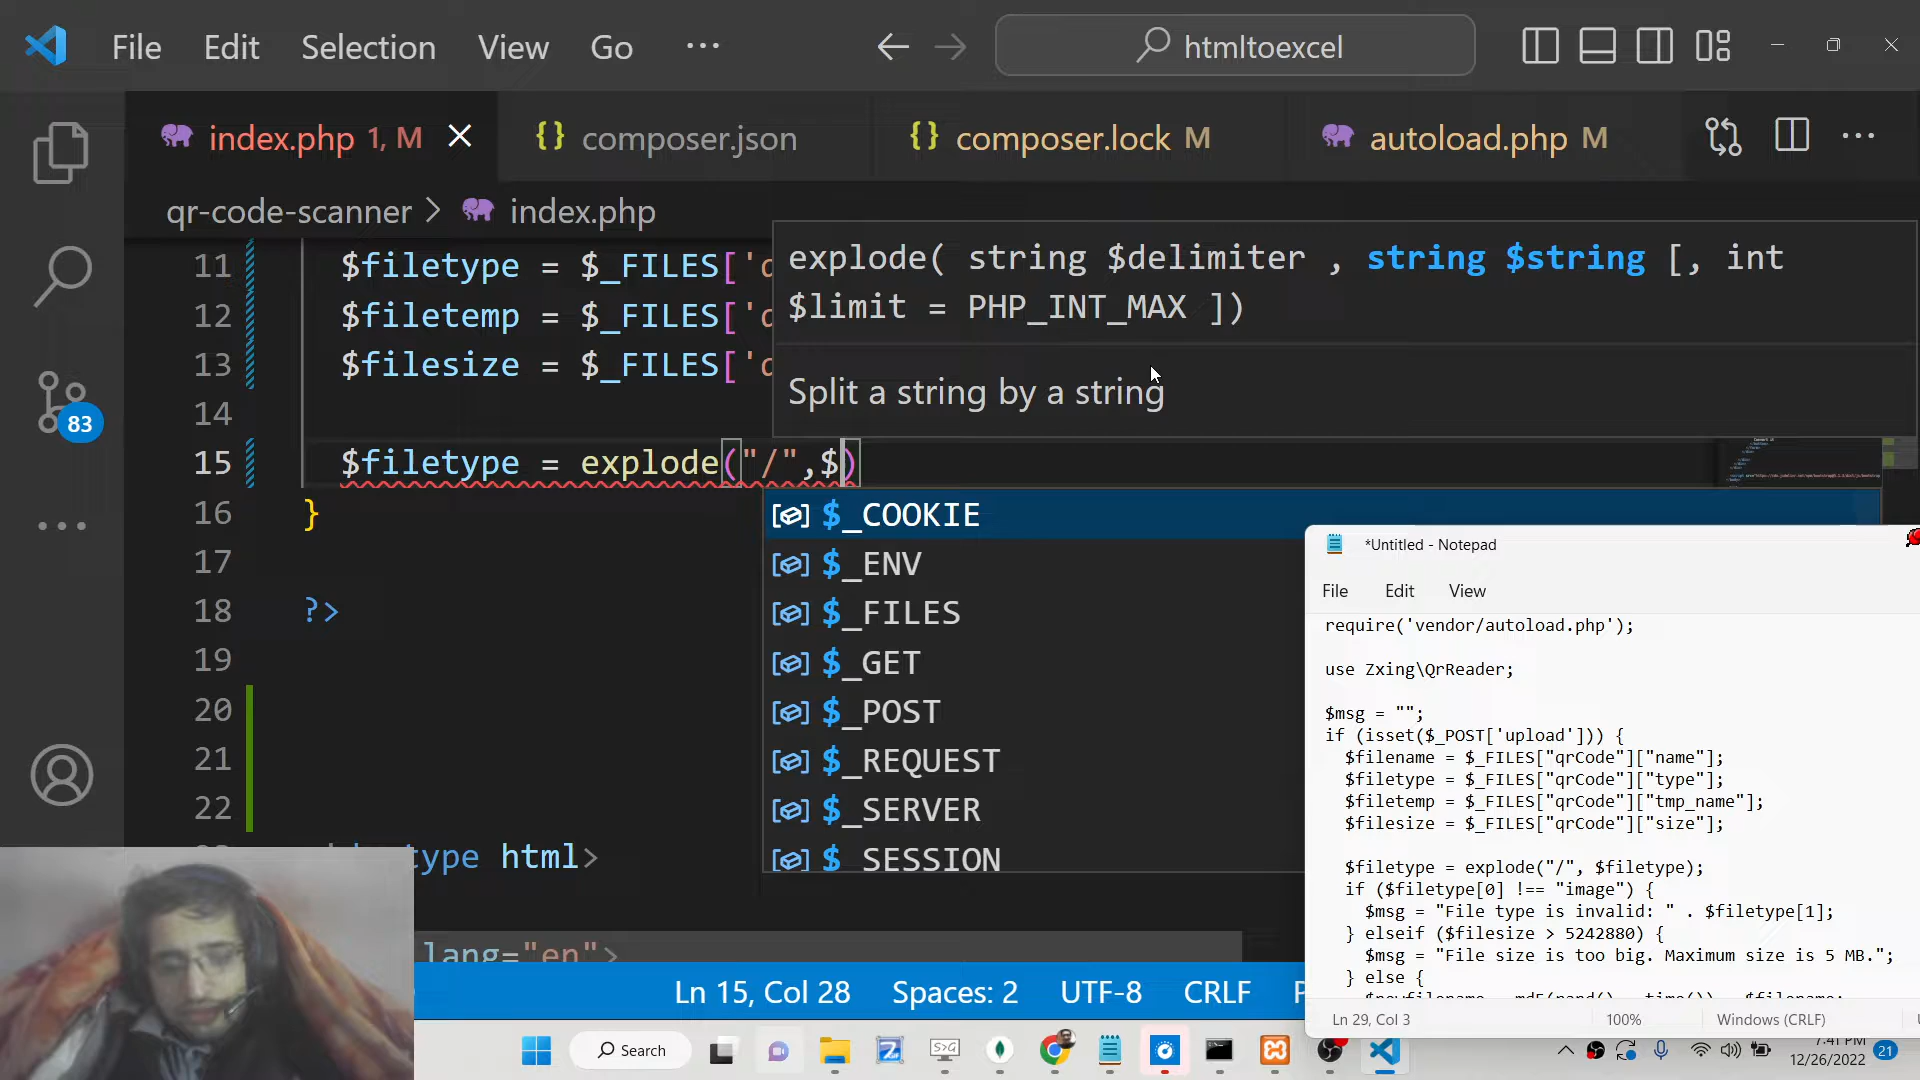 File Edit Selection View Go ··· htmltoexcel
index.php 1, M composer.json composer.lock M autoload.php M
qr-code-scanner > index.php
11 $filetype = $_FILES['
12 $filetemp = $_FILES['
13 $filesize = $_FILES['
14
15 $filetype = explode("/",$)
16 }
17
18 ?>
19
20
21
22
type html>
lang="en">
explode( string $delimiter , string $string [, int
$limit = PHP_INT_MAX ])
Split a string by a string
$_COOKIE
$_ENV
$_FILES
$_GET
$_POST
$_REQUEST
$_SERVER
$_SESSION
83
*Untitled - Notepad
File Edit View
require('vendor/autoload.php');
use Zxing\QrReader;
$msg = "";
if (isset($_POST['upload'])) {
$filename = $_FILES["qrCode"]["name"];
$filetype = $_FILES["qrCode"]["type"];
$filetemp = $_FILES["qrCode"]["tmp_name"];
$filesize = $_FILES["qrCode"]["size"];
$filetype = explode("/", $filetype);
if ($filetype[0] !== "image") {
$msg = "File type is invalid: " . $filetype[1];
} elseif ($filesize > 5242880) {
$msg = "File size is too big. Maximum size is 5 MB.";
} else {
Ln 29, Col 3 100% Windows (CRLF)
Ln 15, Col 28 Spaces: 2 UTF-8 CRLF
Search
7:41 PM
12/26/2022
21